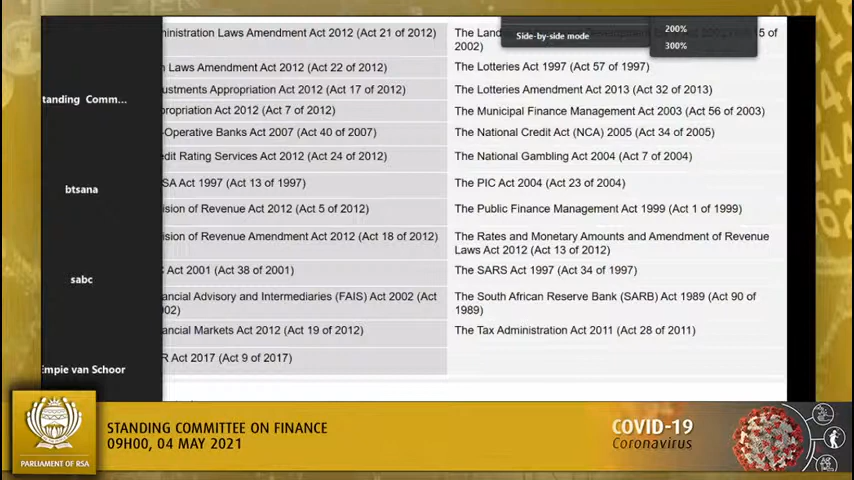 Side-by-side mode
200%
300%
ministration Laws Amendment Act 2012 (Act 21 of 2012)
Laws Amendment Act 2012 (Act 22 of 2012)
ustments Appropriation Act 2012 (Act 17 of 2012)
ropriation Act 2012 (Act 7 of 2012)
-Operative Banks Act 2007 (Act 40 of 2007)
edit Rating Services Act 2012 (Act 24 of 2012)
SA Act 1997 (Act 13 of 1997)
ision of Revenue Act 2012 (Act 5 of 2012)
ision of Revenue Amendment Act 2012 (Act 18 of 2012)
Act 2001 (Act 38 of 2001)
ancial Advisory and Intermediaries (FAIS) Act 2002 (Act
002)
ancial Markets Act 2012 (Act 19 of 2012)
R Act 2017 (Act 9 of 2017)
The
5 of
2002)
The Lotteries Act 1997 (Act 57 of 1997)
The Lotteries Amendment Act 2013 (Act 32 of 2013)
The Municipal Finance Management Act 2003 (Act 56 of 2003)
The National Credit Act (NCA) 2005 (Act 34 of 2005)
The National Gambling Act 2004 (Act 7 of 2004)
The PIC Act 2004 (Act 23 of 2004)
The Public Finance Management Act 1999 (Act 1 of 1999)
The Rates and Monetary Amounts and Amendment of Revenue
Laws Act 2012 (Act 13 of 2012)
The SARS Act 1997 (Act 34 of 1997)
The South African Reserve Bank (SARB) Act 1989 (Act 90 of
1989)
The Tax Administration Act 2011 (Act 28 of 2011)
tanding Comm...
btsana
sabc
Empie van Schoor
PARLIAMENT OF RSA
STANDING COMMITTEE ON FINANCE
09H00, 04 MAY 2021
COVID-19
Coronavirus